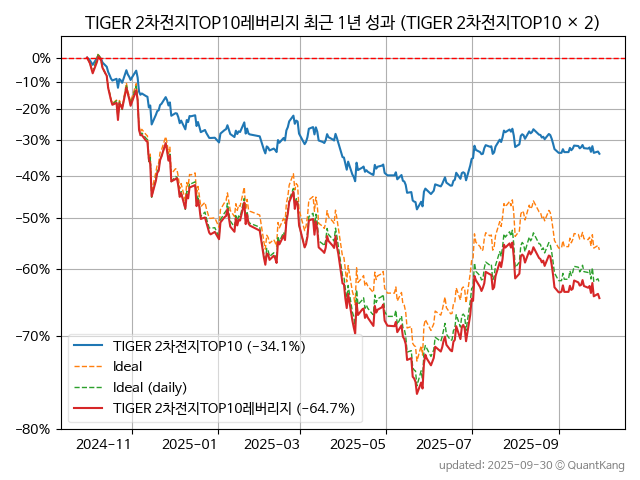 TIGER 2차전지TOP10레버리지 최근 1년 성과 (TIGER 2차전지TOP10 × 2)
0%
−10%
−20%
−30%
−40%
−50%
−60%
−70%
−80%
TIGER 2차전지TOP10 (−34.1%)
Ideal
Ideal (daily)
TIGER 2차전지TOP10레버리지 (−64.7%)
2024−11 2025−01 2025−03 2025−05 2025−07 2025−09
updated: 2025-09-30 © QuantKang